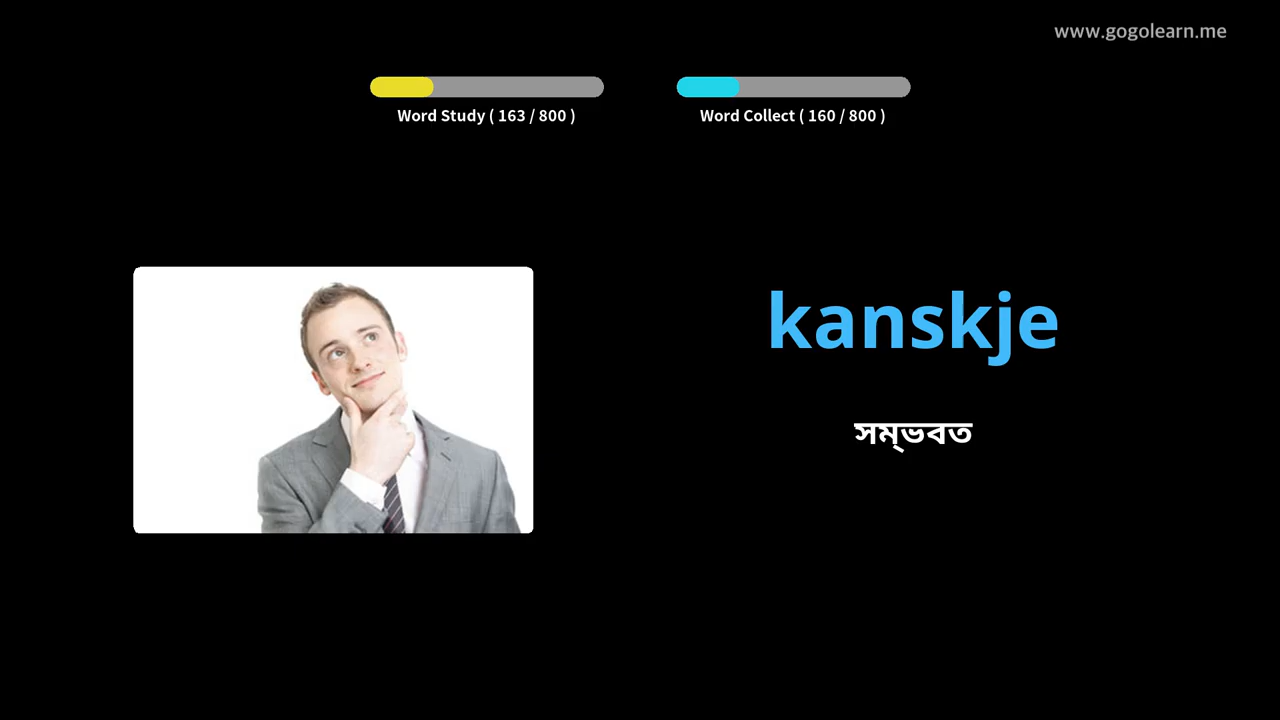 www.gogolearn.me
Word Study ( 163 / 800 )
Word Collect ( 160 / 800 )
kanskje
সম্ভবত